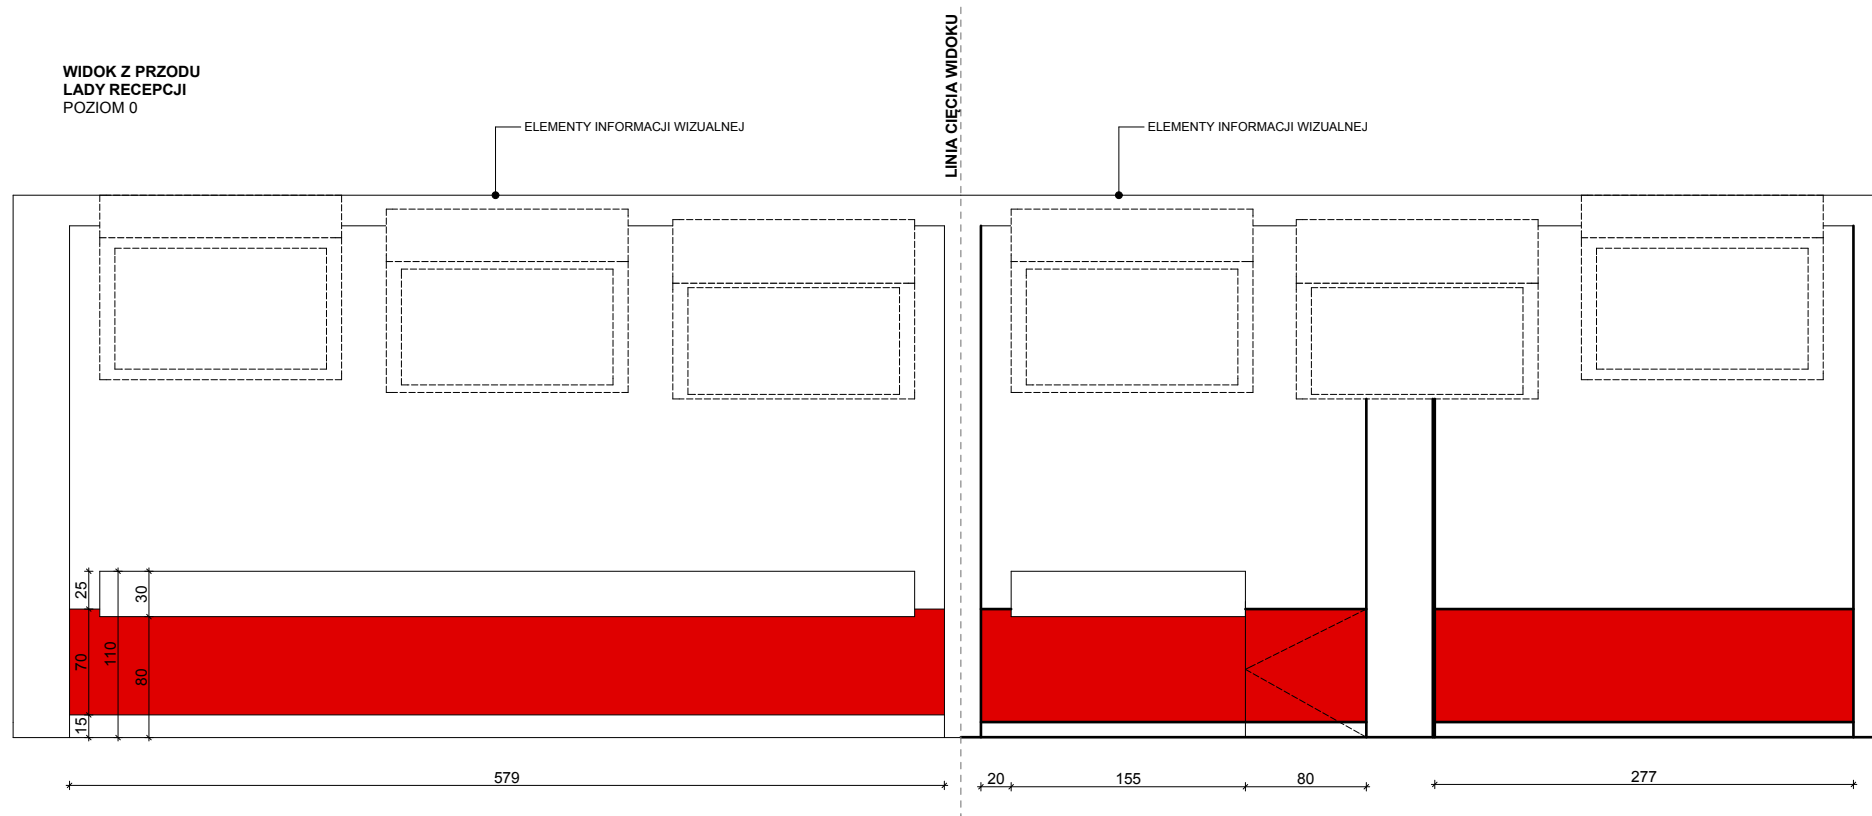 WIDOK Z PRZODU
LADY RECEPCJI
POZIOM 0
LINIA CIĘCIA WIDOKU
ELEMENTY INFORMACJI WIZUALNEJ
ELEMENTY INFORMACJI WIZUALNEJ
25
30
70
110
80
15
579
20
155
80
277